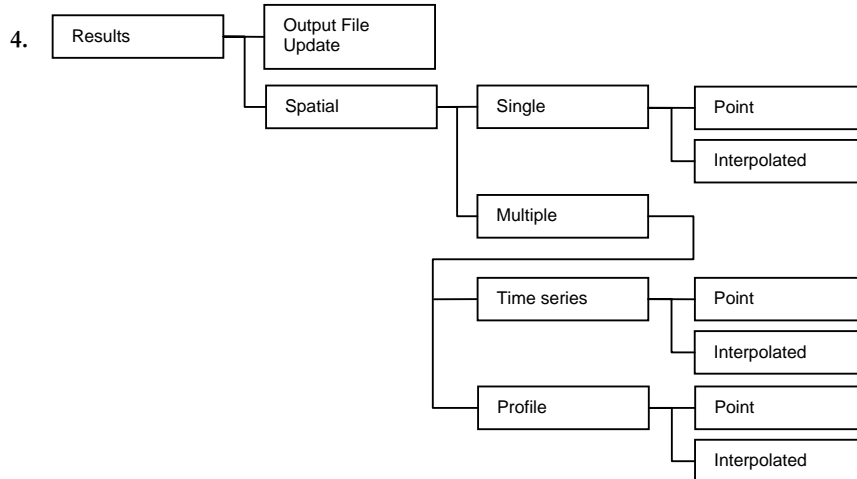 4.
Results
Output File
Update
Spatial
Single
Point
Interpolated
Multiple
Time series
Point
Interpolated
Profile
Point
Interpolated